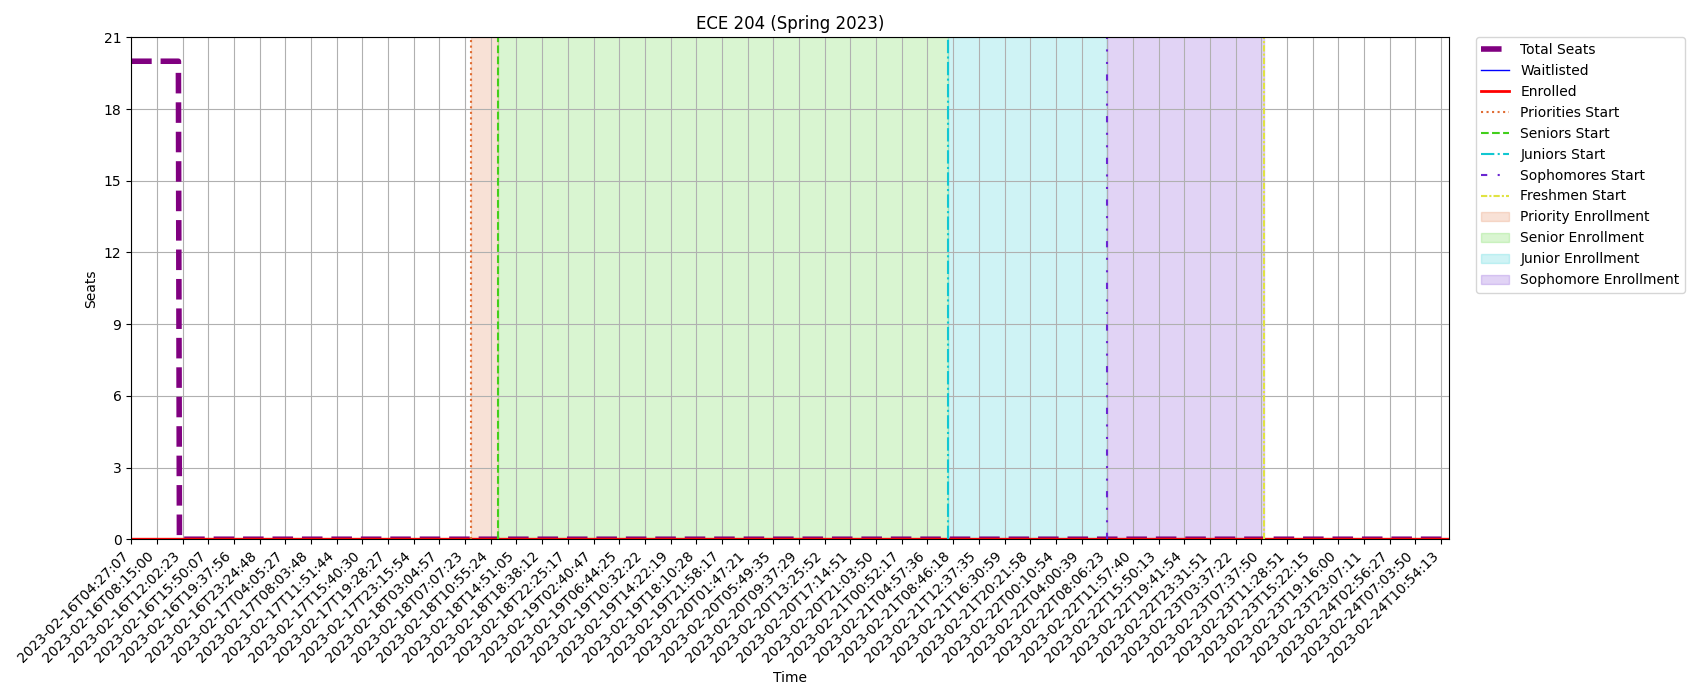 ECE 204 (Spring 2023)
Seats
21
18
15
12
9
6
3
0
2023-02-16T04:27:07
2023-02-16T08:15:00
2023-02-16T12:02:23
2023-02-16T15:50:07
2023-02-16T19:37:56
2023-02-16T23:24:48
2023-02-17T04:05:27
2023-02-17T08:03:48
2023-02-17T11:51:44
2023-02-17T15:40:30
2023-02-17T19:28:27
2023-02-17T23:15:54
2023-02-18T03:04:57
2023-02-18T07:07:23
2023-02-18T10:55:24
2023-02-18T14:51:05
2023-02-18T18:38:12
2023-02-18T22:25:17
2023-02-19T02:40:47
2023-02-19T06:44:25
2023-02-19T10:32:22
2023-02-19T14:22:19
2023-02-19T18:10:28
2023-02-19T21:58:17
2023-02-20T01:47:21
2023-02-20T05:49:35
2023-02-20T09:37:29
2023-02-20T13:25:52
2023-02-20T17:14:51
2023-02-20T21:03:50
2023-02-21T00:52:17
2023-02-21T04:57:36
2023-02-21T08:46:18
2023-02-21T12:37:35
2023-02-21T16:30:59
2023-02-21T20:21:58
2023-02-22T00:10:54
2023-02-22T04:00:39
2023-02-22T08:06:23
2023-02-22T11:57:40
2023-02-22T15:50:13
2023-02-22T19:41:54
2023-02-22T23:31:51
2023-02-23T03:37:22
2023-02-23T07:37:50
2023-02-23T11:28:51
2023-02-23T15:22:15
2023-02-23T19:16:00
2023-02-23T23:07:11
2023-02-24T02:56:27
2023-02-24T07:03:50
2023-02-24T10:54:13
Time
Total Seats
Waitlisted
Enrolled
Priorities Start
Seniors Start
Juniors Start
Sophomores Start
Freshmen Start
Priority Enrollment
Senior Enrollment
Junior Enrollment
Sophomore Enrollment